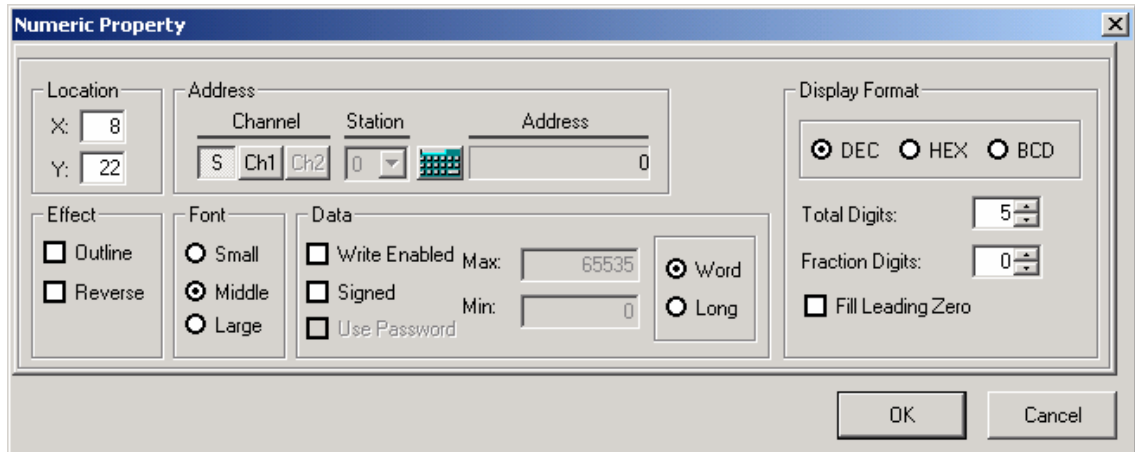 Numeric Property
Location
X: 8
Y: 22
Address
Channel Station Address
S Ch1 Ch2 0 0
Effect
Outline
Reverse
Font
Small
Middle
Large
Data
Write Enabled Max: 65535
Signed Min: 0
Use Password
Word
Long
Display Format
DEC HEX BCD
Total Digits: 5
Fraction Digits: 0
Fill Leading Zero
OK Cancel